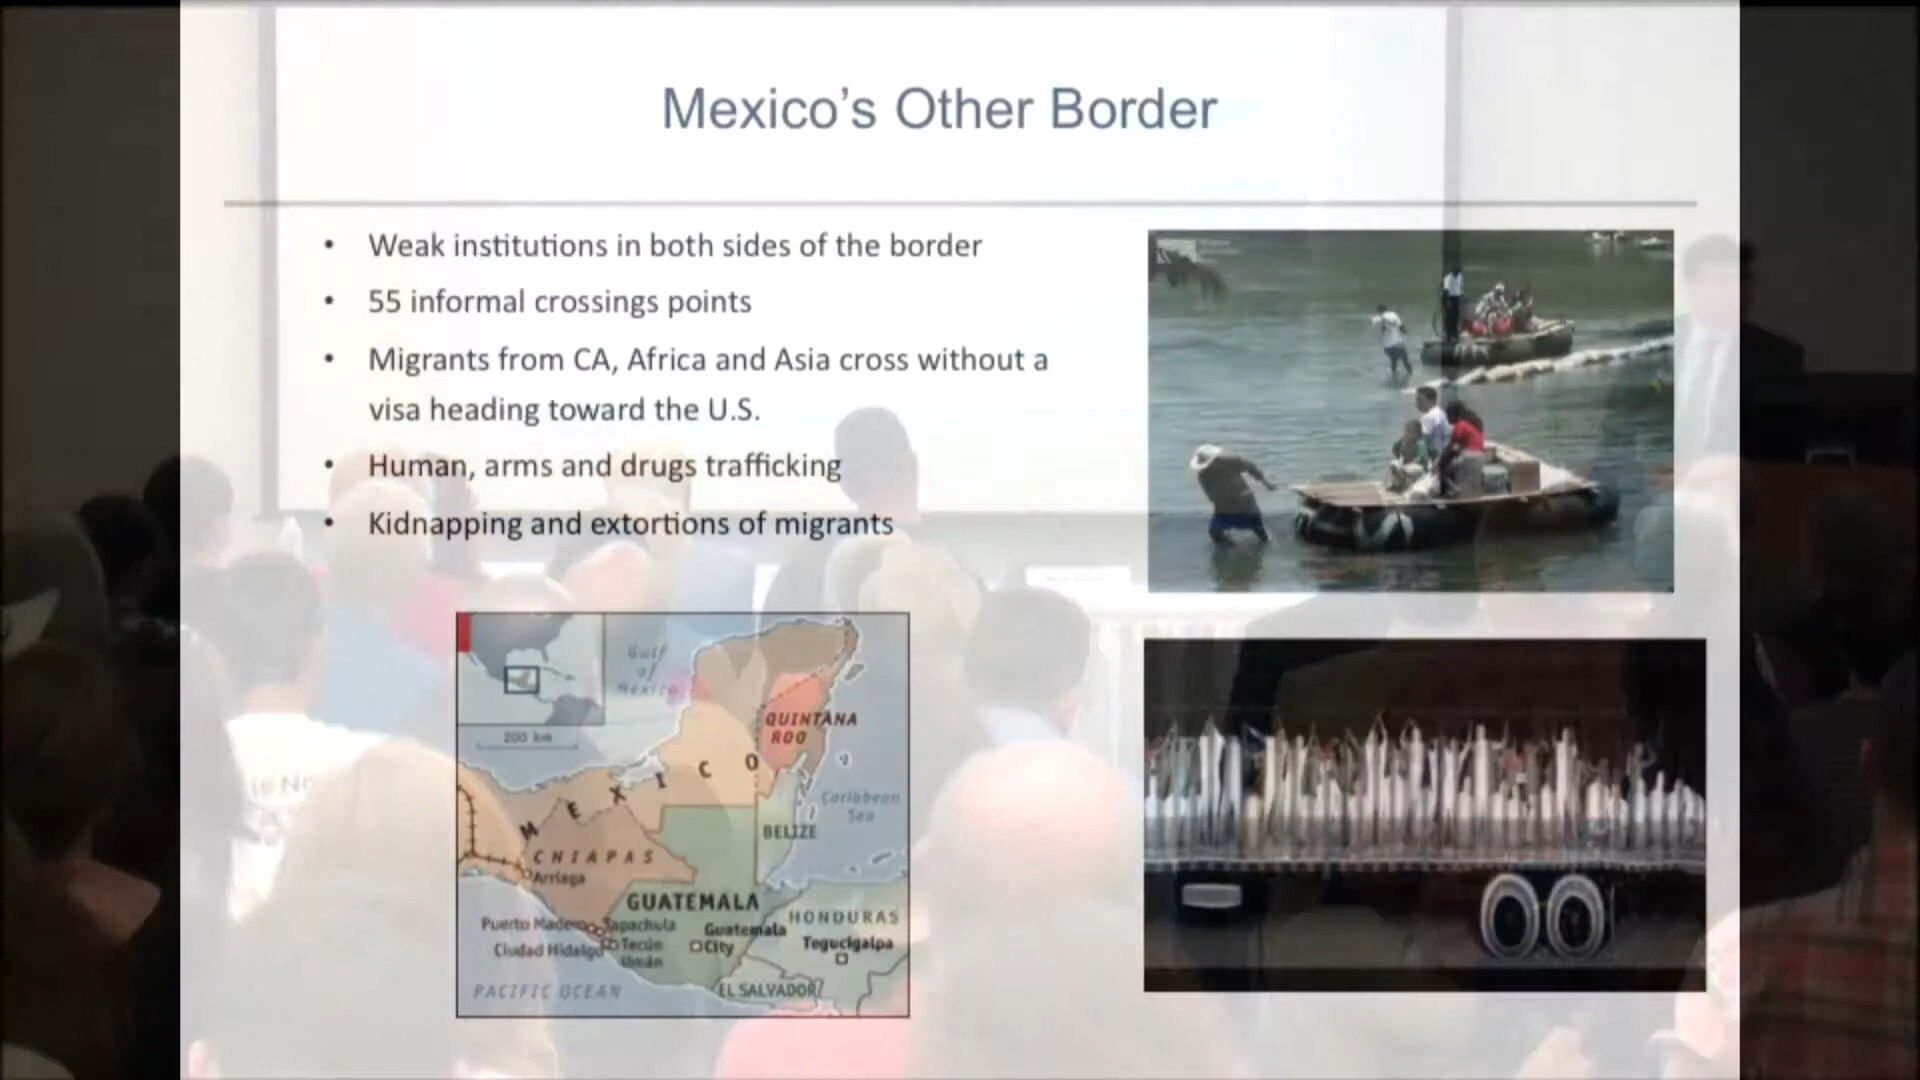 Mexico’s Other Border
• Weak institutions in both sides of the border
• 55 informal crossings points
• Migrants from CA, Africa and Asia cross without a
visa heading toward the U.S.
• Human, arms and drugs trafficking
• Kidnapping and extortions of migrants
Gulf
of
Mexico
200 km
QUINTANA
ROO
MEXICO
Caribbean
Sea
BELIZE
CHIAPAS
Arriaga
GUATEMALA
HONDURAS
Puerto Madero
Tapachula
Guatemala
City
Ciudad Hidalgo
Tecún
Umán
Tegucigalpa
PACIFIC OCEAN
EL SALVADOR